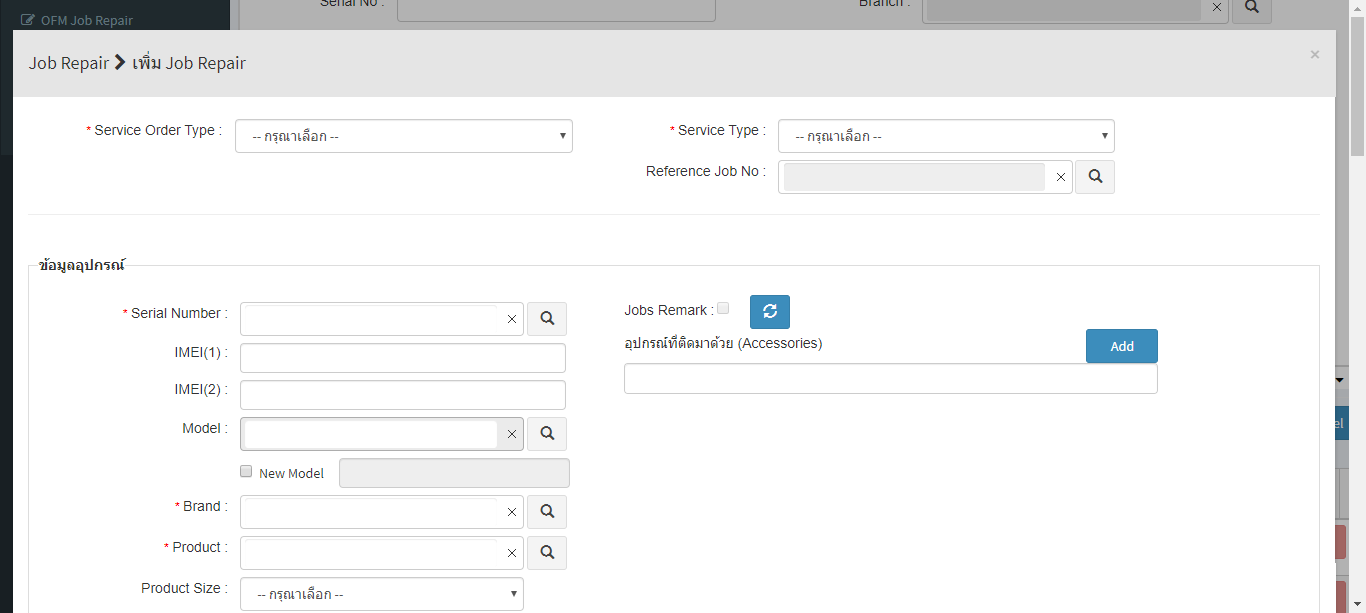 Serial No :
Branch :
OFM Job Repair
Job Repair > เพิ่ม Job Repair
×
* Service Order Type :
-- กรุณาเลือก --
* Service Type :
-- กรุณาเลือก --
Reference Job No :
ข้อมูลอุปกรณ์
* Serial Number :
Jobs Remark :
IMEI(1) :
อุปกรณ์ที่ติดมาด้วย (Accessories)
Add
IMEI(2) :
Model :
el
New Model
* Brand :
* Product :
Product Size :
-- กรุณาเลือก --